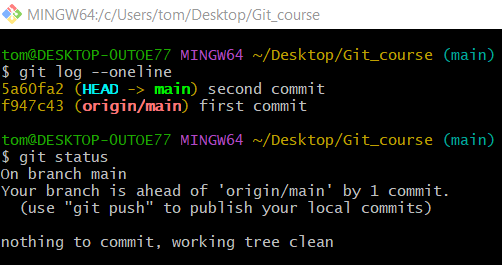 MINGW64:/c/Users/tom/Desktop/Git_course
tom@DESKTOP-OUTOE77 MINGW64 ~/Desktop/Git_course (main)
$ git log --oneline
5a60fa2 (HEAD -> main) second commit
f947c43 (origin/main) first commit
tom@DESKTOP-OUTOE77 MINGW64 ~/Desktop/Git_course (main)
$ git status
On branch main
Your branch is ahead of 'origin/main' by 1 commit.
  (use "git push" to publish your local commits)
nothing to commit, working tree clean